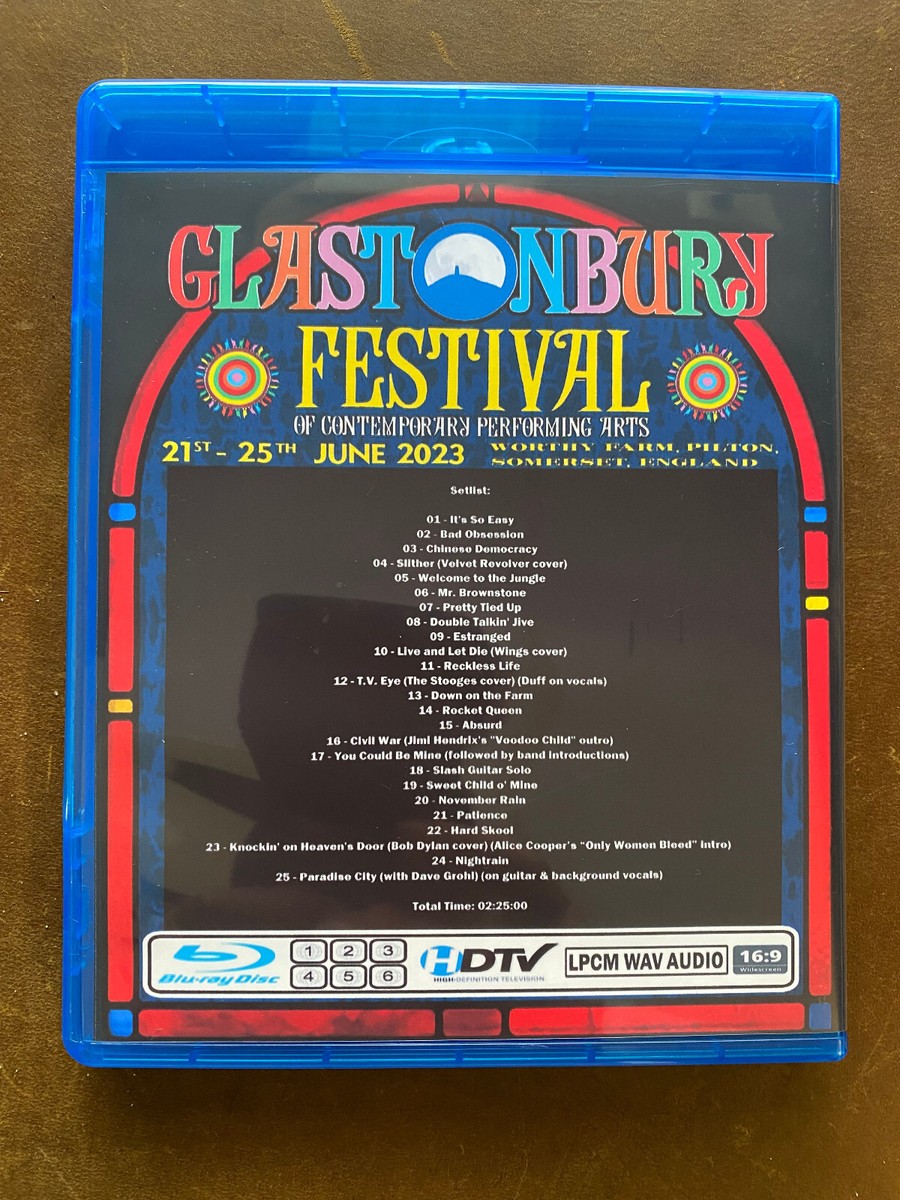 GLASTONBURY
FESTIVAL
OF CONTEMPORARY PERFORMING ARTS
21ST - 25TH JUNE 2023
WORTHY FARM, PILTON,
SOMERSET, ENGLAND
Setlist:
01 - It's So Easy
02 - Bad Obsession
03 - Chinese Democracy
04 - Slither (Velvet Revolver cover)
05 - Welcome to the Jungle
06 - Mr. Brownstone
07 - Pretty Tied Up
08 - Double Talkin' Jive
09 - Estranged
10 - Live and Let Die (Wings cover)
11 - Reckless Life
12 - T.V. Eye (The Stooges cover) (Duff on vocals)
13 - Down on the Farm
14 - Rocket Queen
15 - Absurd
16 - Civil War (Jimi Hendrix's "Voodoo Child" outro)
17 - You Could Be Mine (followed by band introductions)
18 - Slash Guitar Solo
19 - Sweet Child o' Mine
20 - November Rain
21 - Patience
22 - Hard Skool
23 - Knockin' on Heaven's Door (Bob Dylan cover) (Alice Cooper's "Only Women Bleed" intro)
24 - Nightrain
25 - Paradise City (with Dave Grohl) (on guitar & background vocals)
Total Time: 02:25:00
Blu-ray Disc
1 2 3
4 5 6
HDTV
HIGH-DEFINITION TELEVISION
LPCM WAV AUDIO
16:9
Widescreen